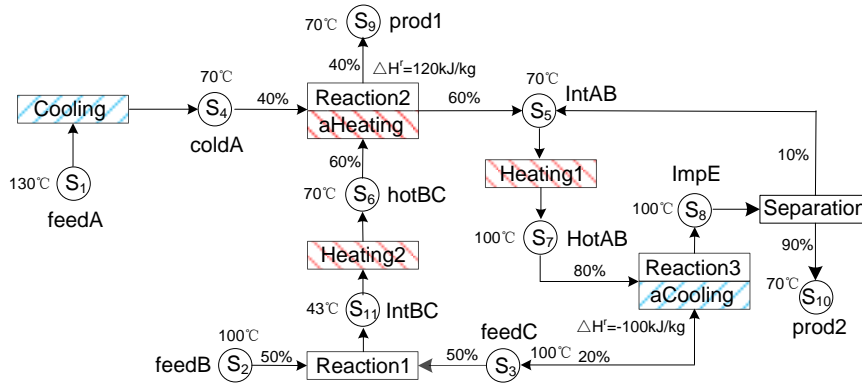 70℃ S9 prod1
40% △Hʳ=120kJ/kg
70℃ 70℃
Cooling S4 40% Reaction2 60% S5 IntAB
aHeating
coldA
60% 10%
130℃ S1 70℃ S6 hotBC Heating1 ImpE
feedA 100℃ S8 Separation
100℃ S7 HotAB 90%
Heating2 80% Reaction3
aCooling 70℃ S10
43℃ S11 IntBC prod2
△Hʳ=-100kJ/kg
100℃ feedC
feedB S2 50% Reaction1 50% S3 100℃ 20%